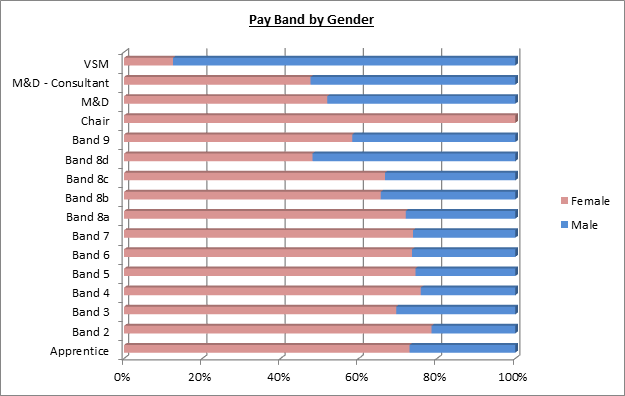 Pay Band by Gender
VSM
M&D - Consultant
M&D
Chair
Band 9
Band 8d
Band 8c
Band 8b
Band 8a
Band 7
Band 6
Band 5
Band 4
Band 3
Band 2
Apprentice
0% 20% 40% 60% 80% 100%
Female
Male